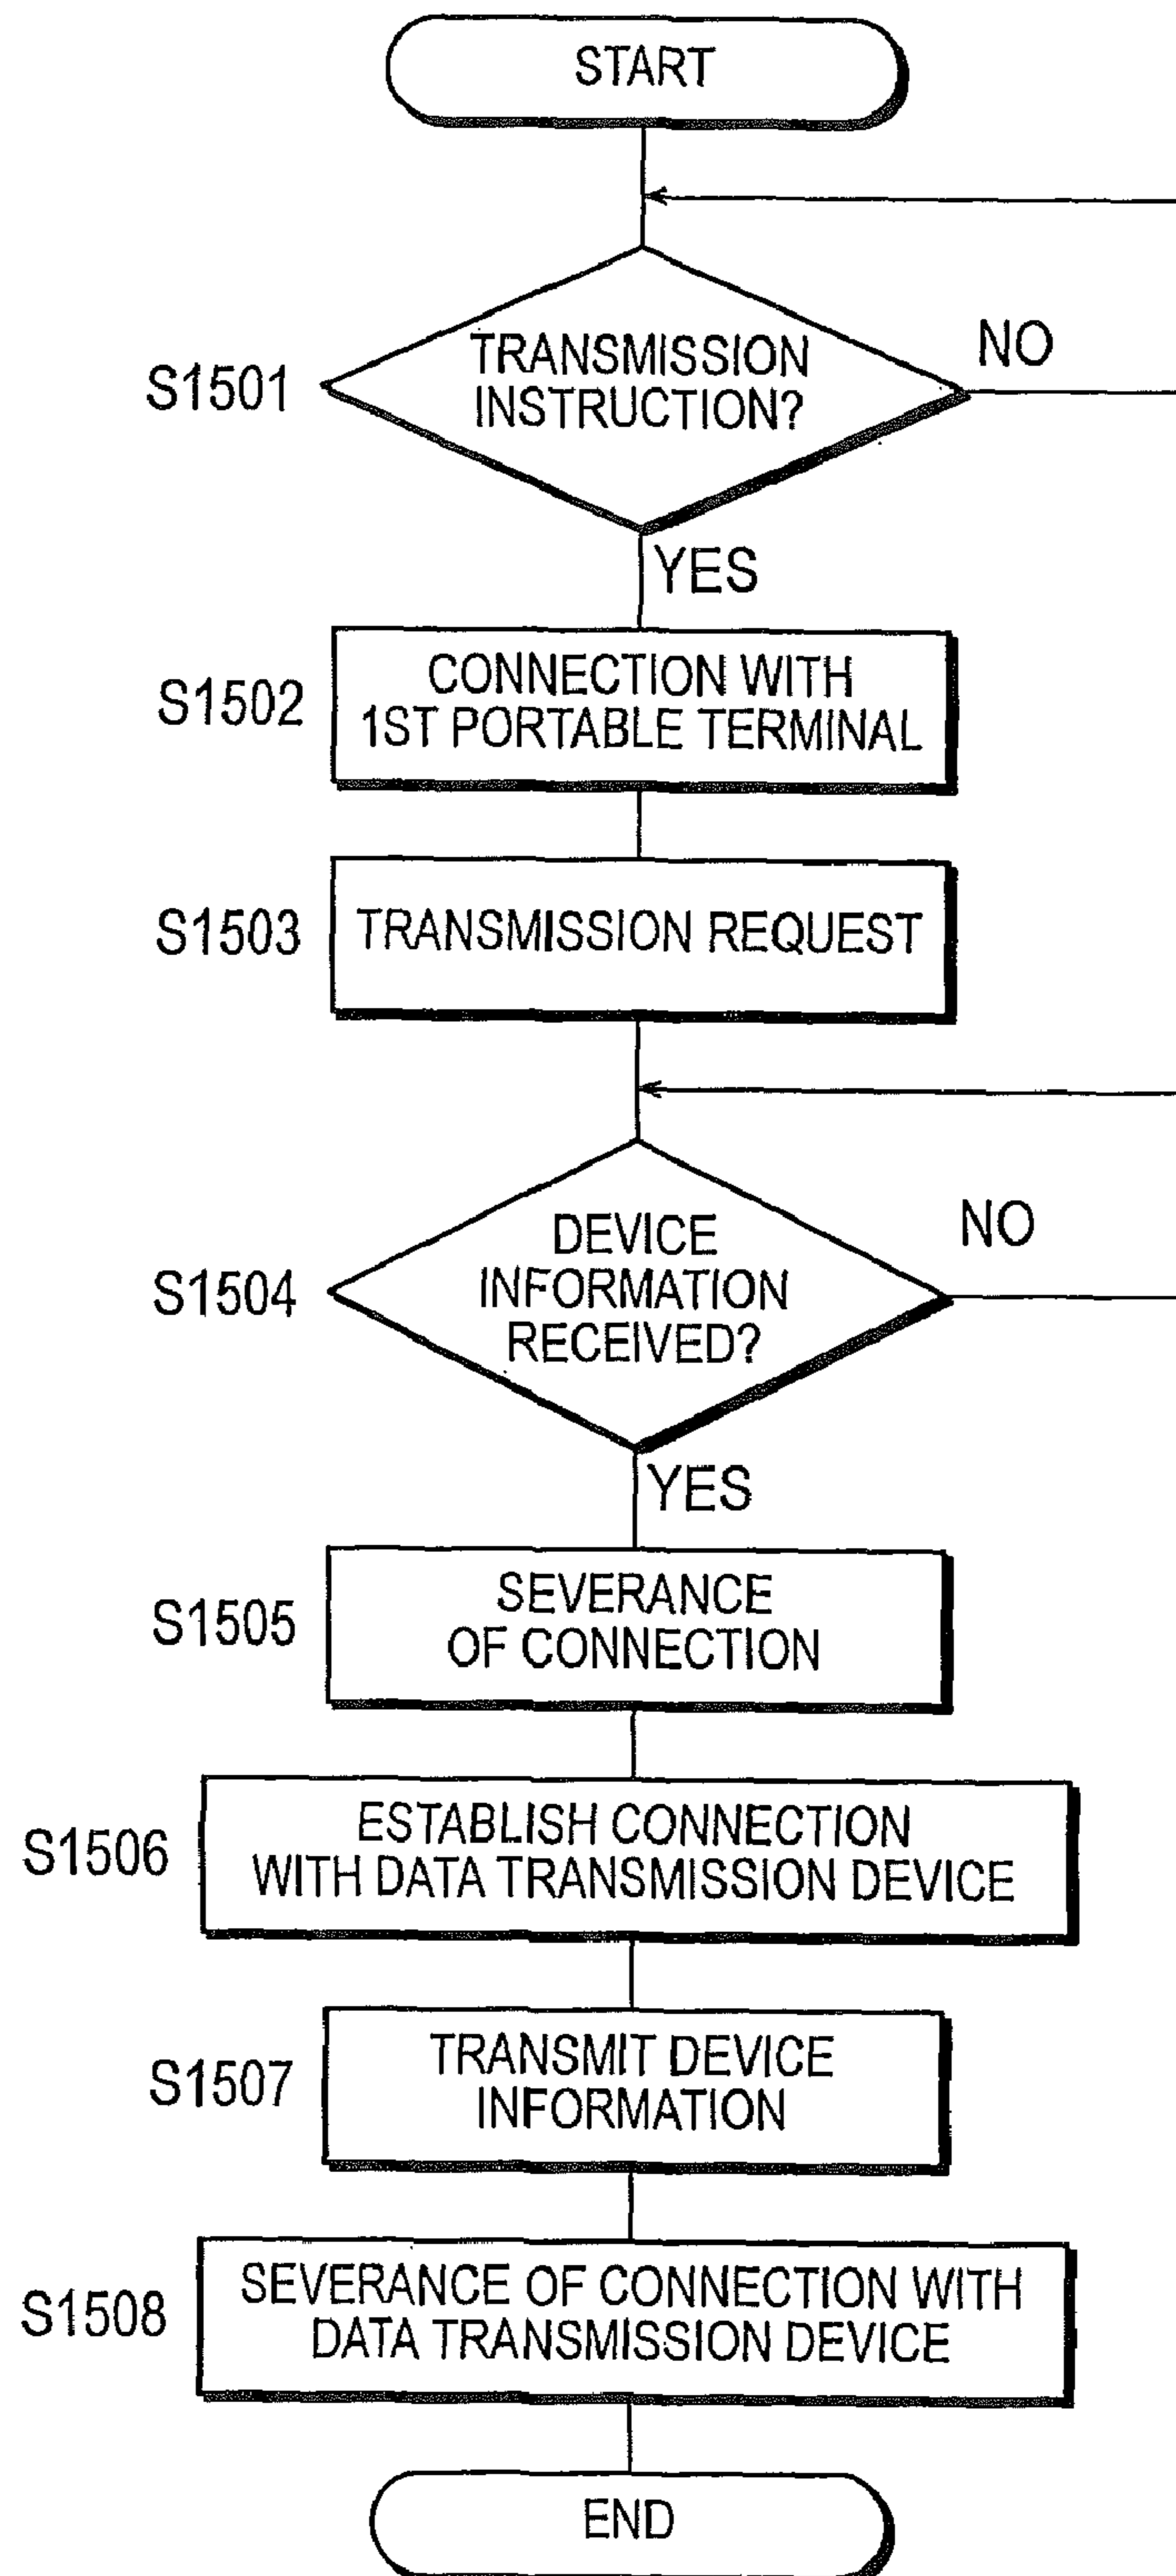 START
S1501
TRANSMISSION
INSTRUCTION?
NO
YES
S1502
CONNECTION WITH
1ST PORTABLE TERMINAL
S1503
TRANSMISSION REQUEST
S1504
DEVICE
INFORMATION
RECEIVED?
NO
YES
S1505
SEVERANCE
OF CONNECTION
S1506
ESTABLISH CONNECTION
WITH DATA TRANSMISSION DEVICE
S1507
TRANSMIT DEVICE
INFORMATION
S1508
SEVERANCE OF CONNECTION WITH
DATA TRANSMISSION DEVICE
END